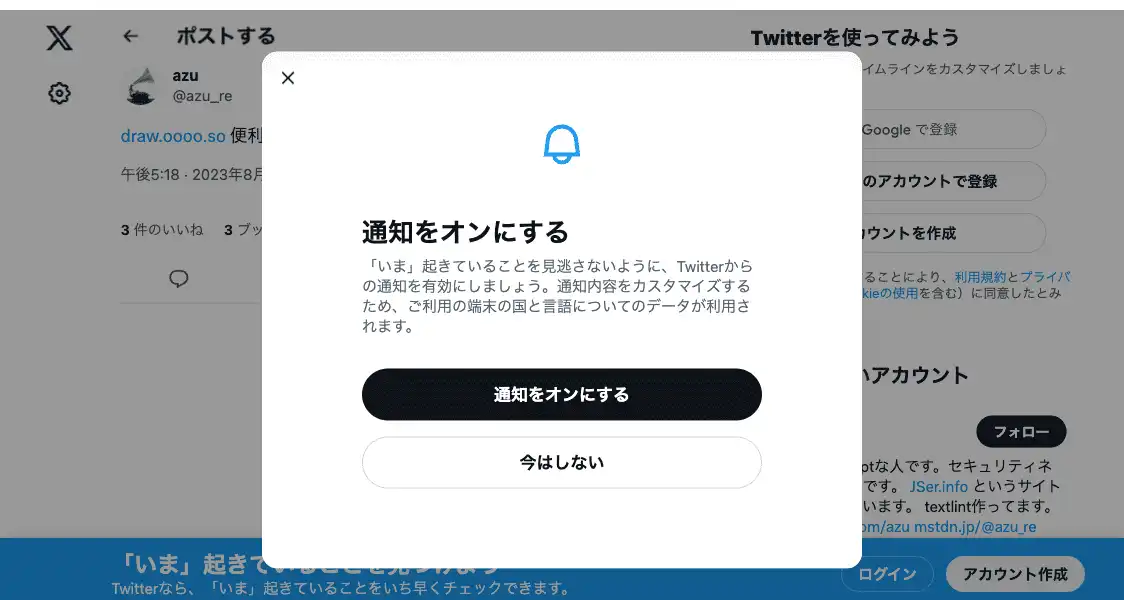 ポストする
azu
@azu_re
draw.oooo.so 便利
午後5:18 · 2023年8月
3 件のいいね 3 ブッ
通知をオンにする
「いま」起きていることを見逃さないように、Twitterから
の通知を有効にしましょう。通知内容をカスタマイズする
ため、ご利用の端末の国と言語についてのデータが利用さ
れます。
通知をオンにする
今はしない
Twitterを使ってみよう
イムラインをカスタマイズしましょ
Google で登録
のアカウントで登録
カウントを作成
ることにより、利用規約とプライバ
kieの使用を含む）に同意したとみ
いアカウント
フォロー
otな人です。セキュリティネ
です。 JSer.info というサイト
います。 textlint作ってます。
om/azu mstdn.jp/@azu_re
「いま」起きていることを見つけよう
Twitterなら、「いま」起きていることをいち早くチェックできます。
ログイン
アカウント作成